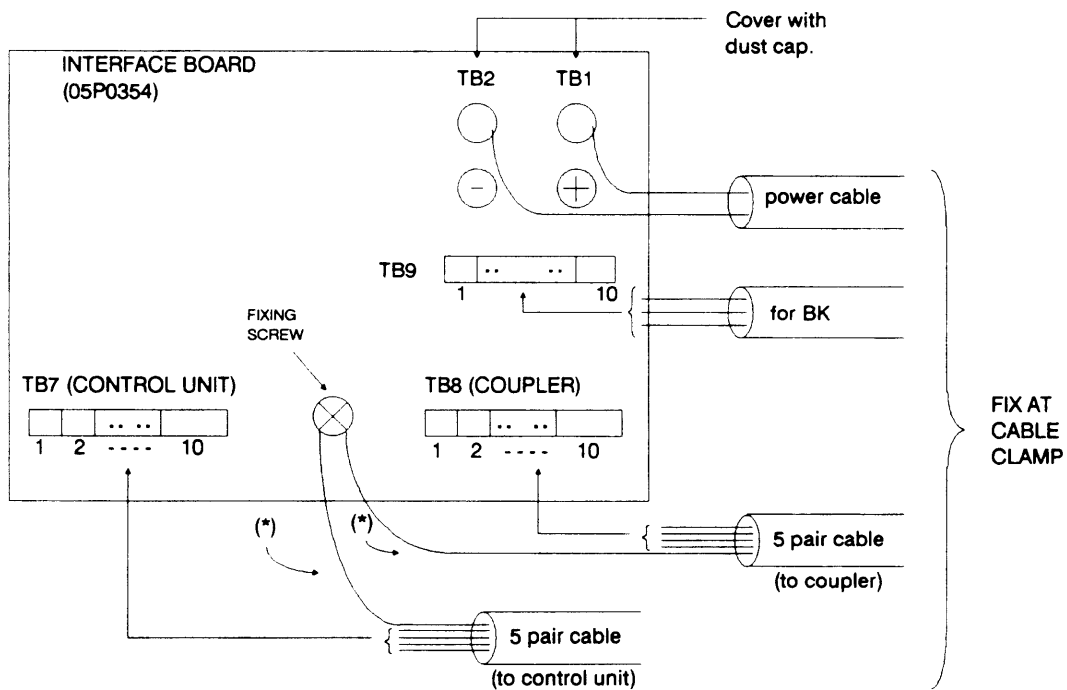 Cover with
dust cap.
INTERFACE BOARD
(05P0354)
TB2
TB1
-
+
power cable
TB9
.. ..
1 10
for BK
FIXING
SCREW
TB7 (CONTROL UNIT)
.. ..
1 2 ---- 10
TB8 (COUPLER)
.. ..
1 2 ---- 10
FIX AT
CABLE
CLAMP
(*)
(*)
5 pair cable
(to coupler)
5 pair cable
(to control unit)